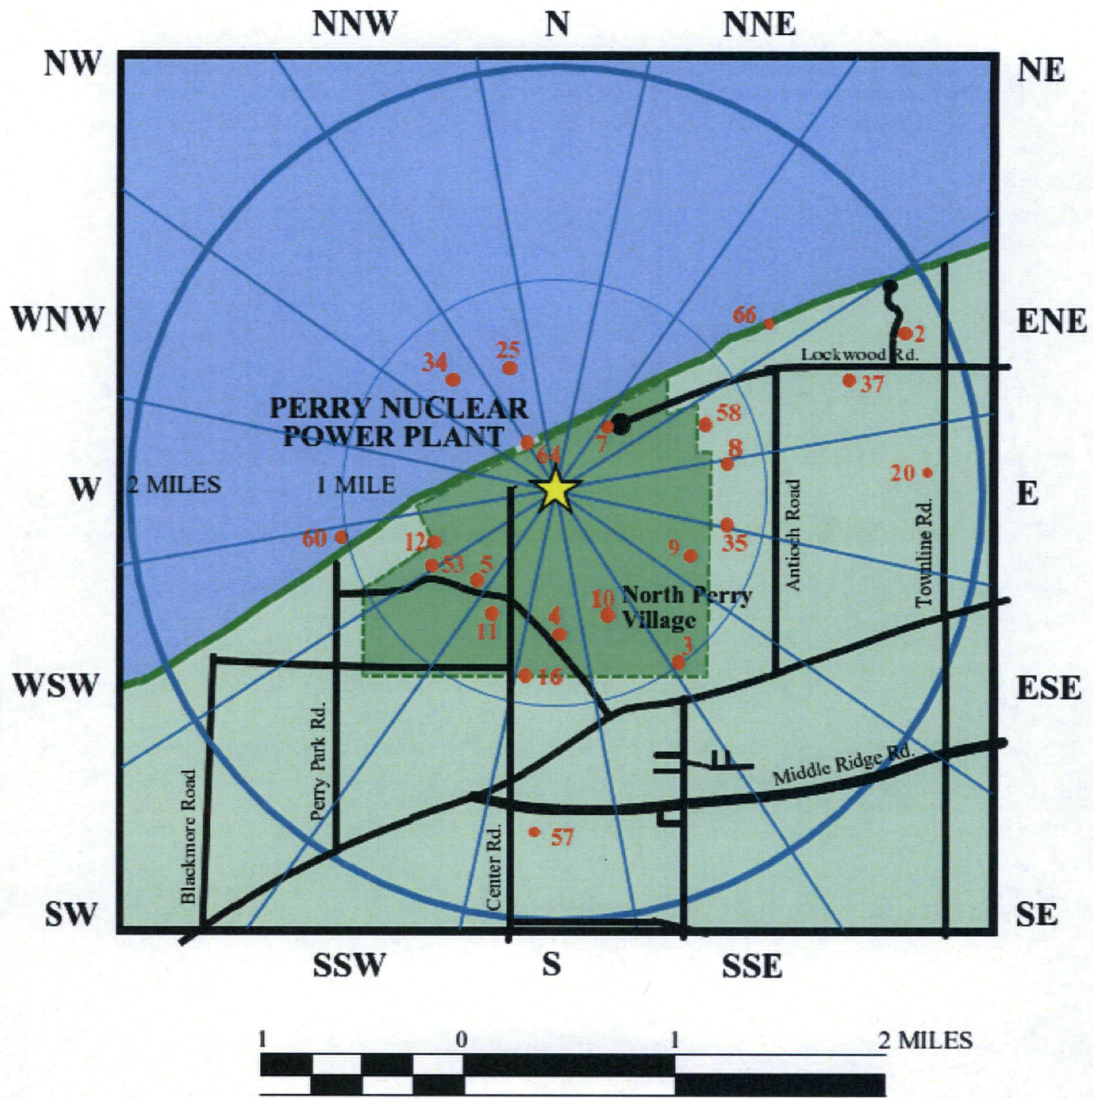 NNW N NNE
NW NE
WNW ENE
66
2
Lockwood Rd.
25
34
37
PERRY NUCLEAR
POWER PLANT
58
7
8
64
W 2 MILES 1 MILE E
20
60
12
35
9
53
5
Antioch Road
Townline Rd.
10 North Perry
Village
4
11
3
16
WSW ESE
Perry Park Rd.
Middle Ridge Rd.
Blackmore Road
Center Rd.
57
SW SE
SSW S SSE
1 0 1 2 MILES